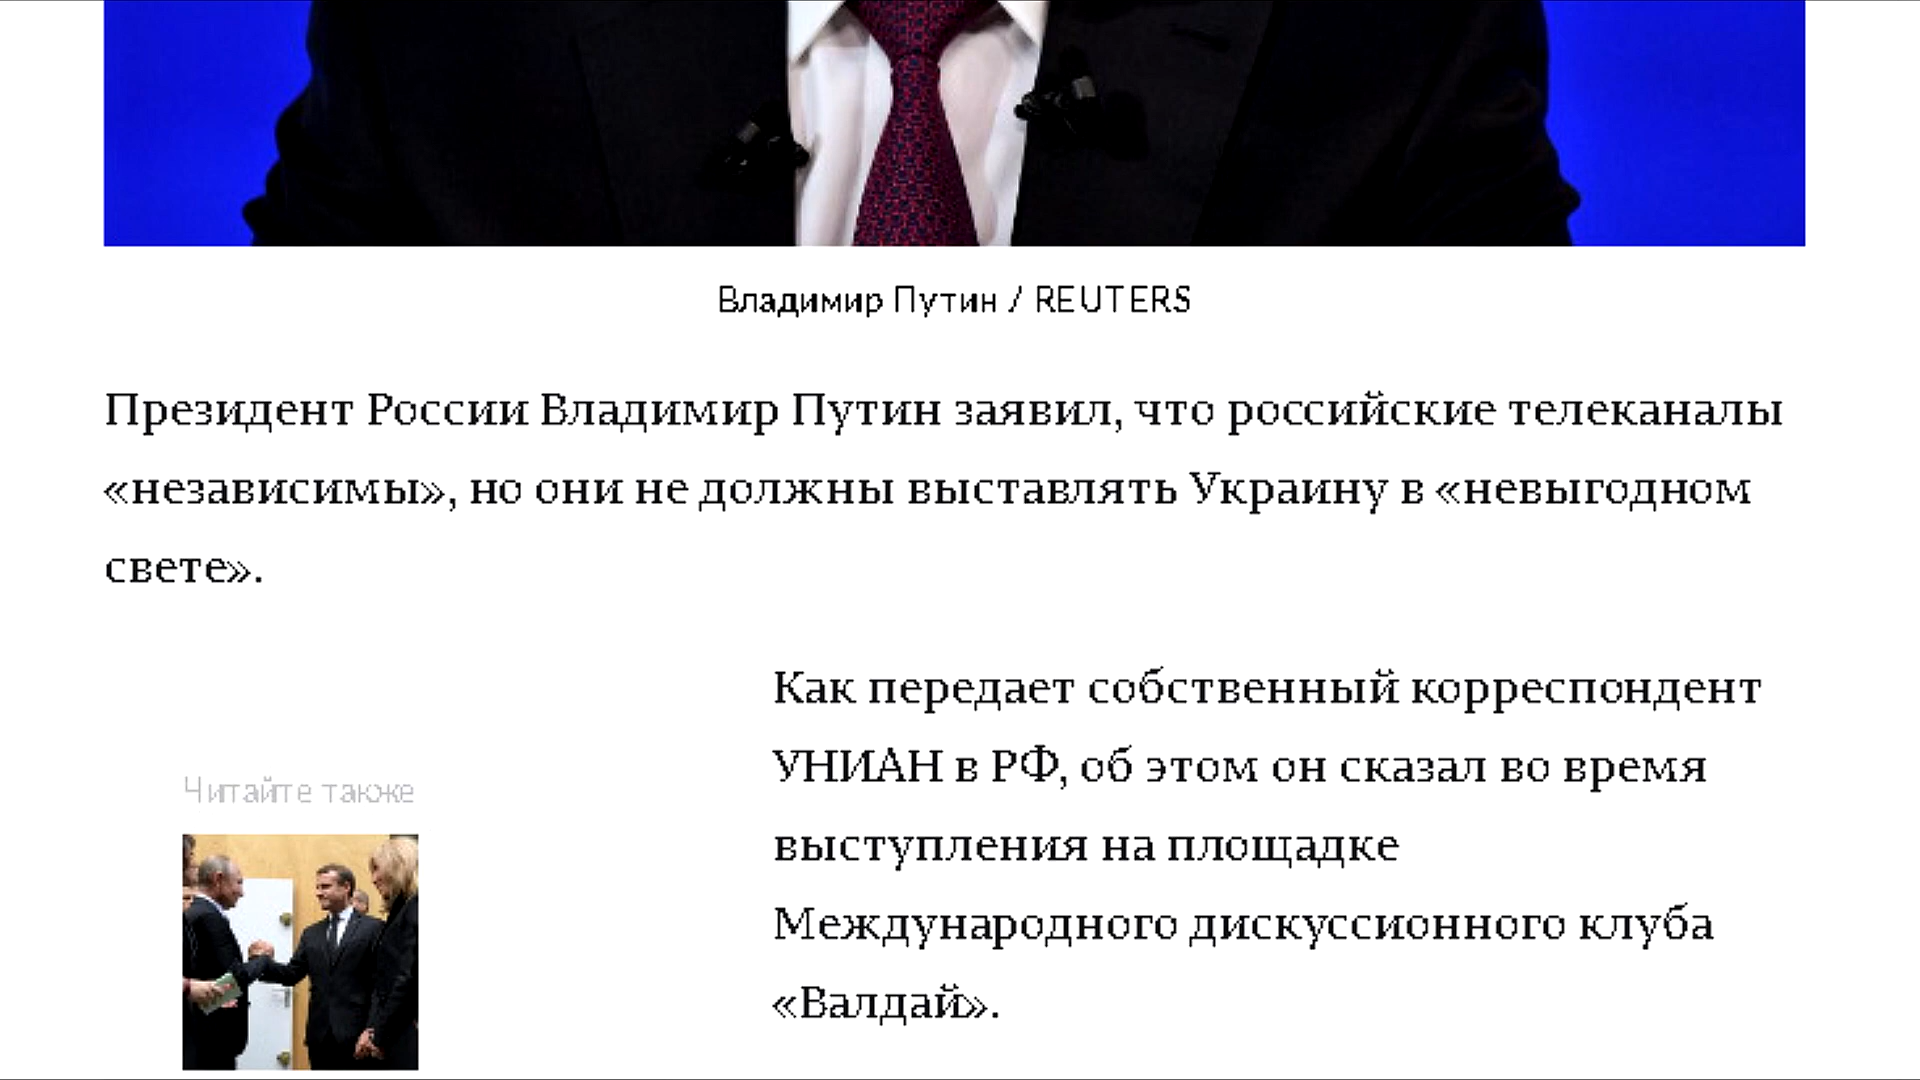 Владимир Путин / REUTERS
Президент России Владимир Путин заявил, что российские телеканалы
«независимы», но они не должны выставлять Украину в «невыгодном
свете».
Как передает собственный корреспондент
УНИАН в РФ, об этом он сказал во время
выступления на площадке
Международного дискуссионного клуба
«Валдай».
Читайте также